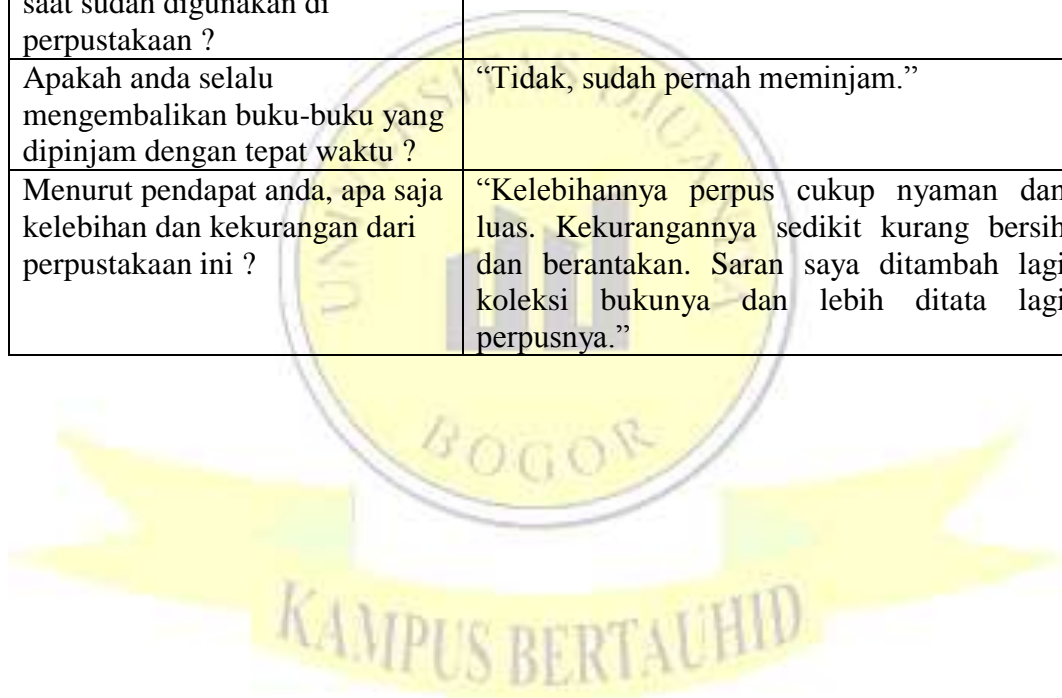 saat sudah digunakan di
perpustakaan ?
Apakah anda selalu
mengembalikan buku-buku yang
dipinjam dengan tepat waktu ?
“Tidak, sudah pernah meminjam.”
Menurut pendapat anda, apa saja
kelebihan dan kekurangan dari
perpustakaan ini ?
“Kelebihannya perpus cukup nyaman dan
luas. Kekurangannya sedikit kurang bersih
dan berantakan. Saran saya ditambah lagi
koleksi bukunya dan lebih ditata lagi
perpusnya.”
BOGOR
KAMPUS BERTAUHID